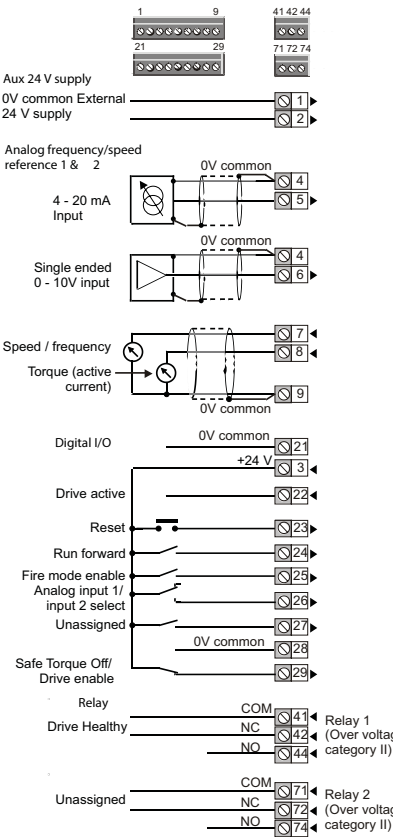 1 9 41 42 44
21 29 71 72 74
Aux 24 V supply
0V common External
24 V supply
1
2
Analog frequency/speed
reference 1 & 2
0V common
4 - 20 mA
Input
4
5
0V common
Single ended
0 - 10V input
4
6
Speed / frequency
Torque (active
current)
7
8
9
0V common
Digital I/O
0V common
21
+24 V
3
Drive active
22
Reset
23
Run forward
24
Fire mode enable
25
Analog input 1/
input 2 select
26
Unassigned
27
0V common
28
Safe Torque Off/
Drive enable
29
Relay
Drive Healthy
COM
41
NC
42
NO
44
Relay 1
(Over voltag
category II)
Unassigned
COM
71
NC
72
NO
74
Relay 2
(Over voltag
category II)